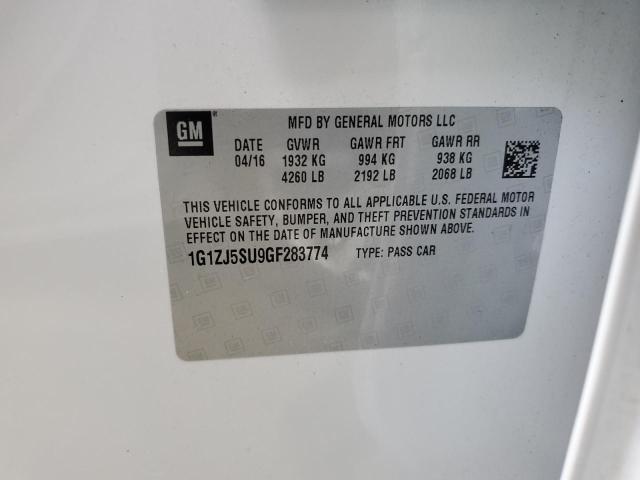 GM
MFD BY GENERAL MOTORS LLC
DATE GVWR GAWR FRT GAWR RR
04/16 1932 KG 994 KG 938 KG
4260 LB 2192 LB 2068 LB
THIS VEHICLE CONFORMS TO ALL APPLICABLE U.S. FEDERAL MOTOR
VEHICLE SAFETY, BUMPER, AND THEFT PREVENTION STANDARDS IN
EFFECT ON THE DATE OF MANUFACTURE SHOWN ABOVE.
1G1ZJ5SU9GF283774 TYPE: PASS CAR